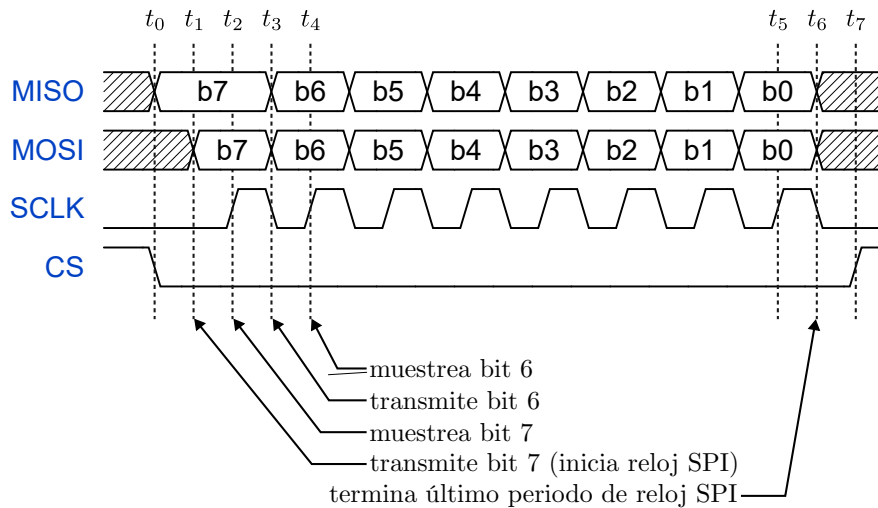 t0 t1 t2 t3 t4 t5 t6 t7
MISO b7 b6 b5 b4 b3 b2 b1 b0
MOSI b7 b6 b5 b4 b3 b2 b1 b0
SCLK
CS
muestrea bit 6
transmite bit 6
muestrea bit 7
transmite bit 7 (inicia reloj SPI)
termina último periodo de reloj SPI